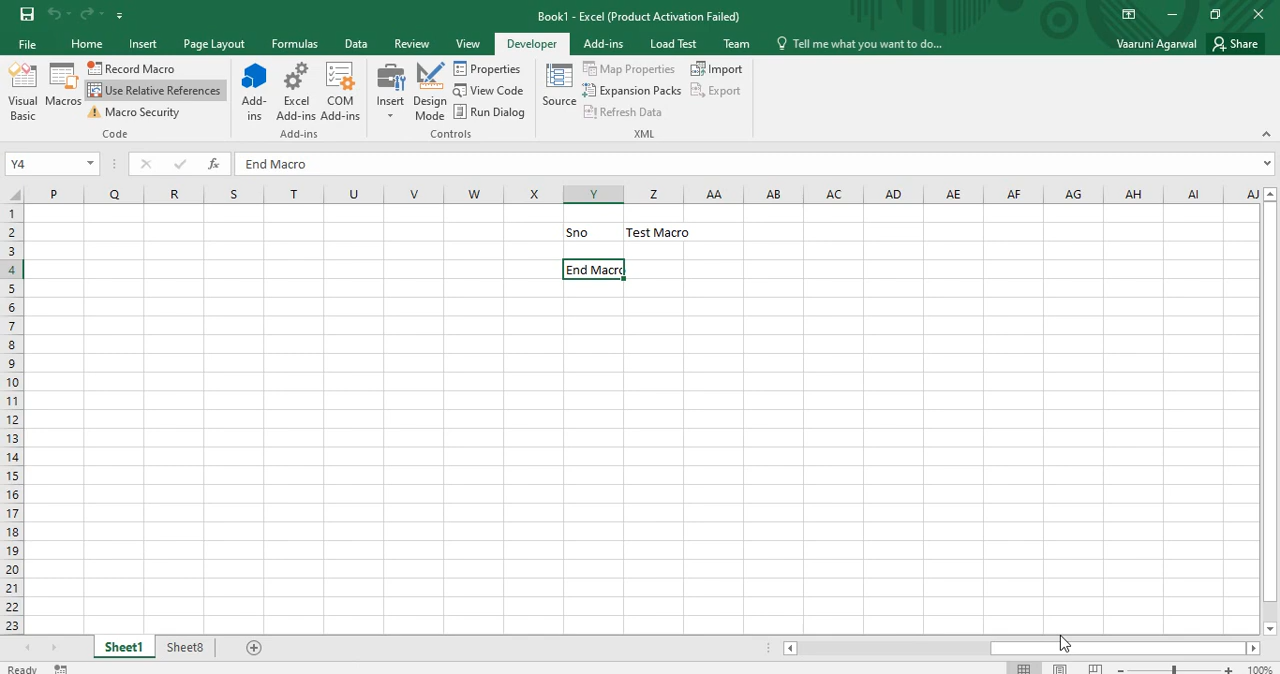 Book1 - Excel (Product Activation Failed)
File Home Insert Page Layout Formulas Data Review View Developer Add-ins Load Test Team Tell me what you want to do... Vaaruni Agarwal Share
Visual Basic
Macros
Record Macro
Use Relative References
Macro Security
Code
Add-ins
Excel Add-ins
COM Add-ins
Add-ins
Insert
Design Mode
Properties
View Code
Run Dialog
Controls
Source
Map Properties
Expansion Packs
Refresh Data
Import
Export
XML
Y4 fx End Macro
P Q R S T U V W X Y Z AA AB AC AD AE AF AG AH AI AJ
1
2 Sno Test Macro
3
4 End Macro
5
6
7
8
9
10
11
12
13
14
15
16
17
18
19
20
21
22
23
Sheet1 Sheet8
Ready 100%